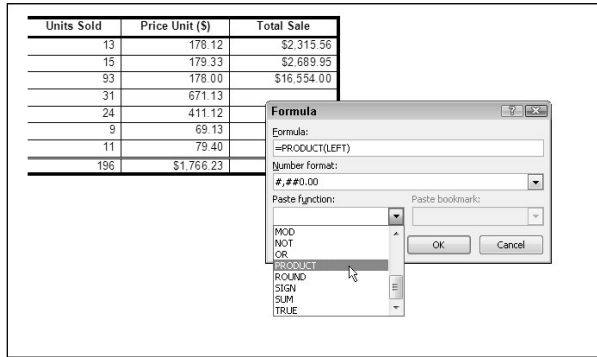 Units Sold Price Unit ($) Total Sale
13 178.12 $2,315.56
15 179.33 $2,689.95
93 178.00 $16,554.00
31 671.13
24 411.12
9 69.13
11 79.40
196 $1,766.23
Formula
Formula:
=PRODUCT(LEFT)
Number format:
#,##0.00
Paste function: Paste bookmark:
MOD
NOT
OR
PRODUCT
ROUND
SIGN
SUM
TRUE
OK Cancel